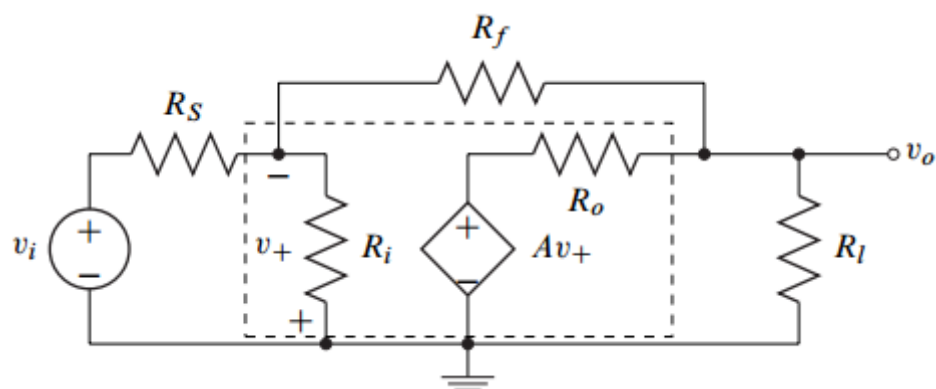 R_f
R_S
−
R_o
v_o
v_i
+
−
v_+
R_i
+
−
Av_+
R_l
+